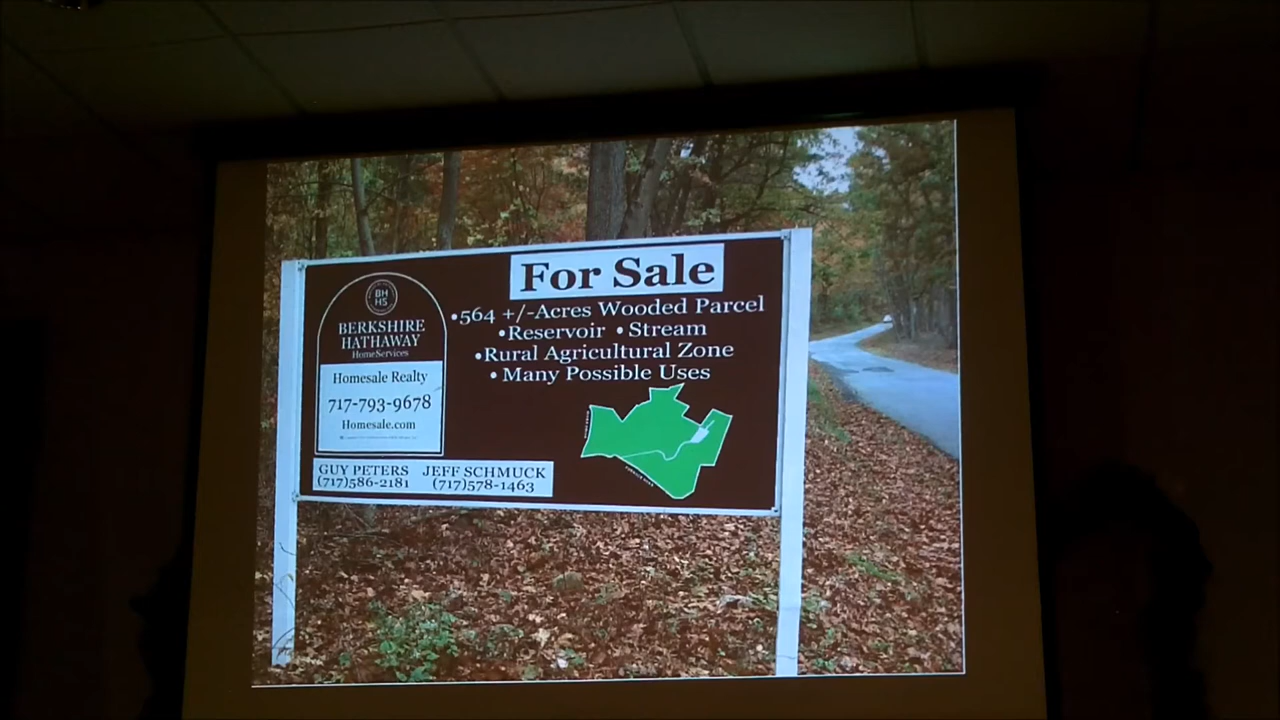 For Sale
•564 +/-Acres Wooded Parcel
•Reservoir •Stream
•Rural Agricultural Zone
• Many Possible Uses
BH
HS
BERKSHIRE
HATHAWAY
HomeServices
Homesale Realty
717-793-9678
Homesale.com
GUY PETERS JEFF SCHMUCK
(717)586-2181 (717)578-1463